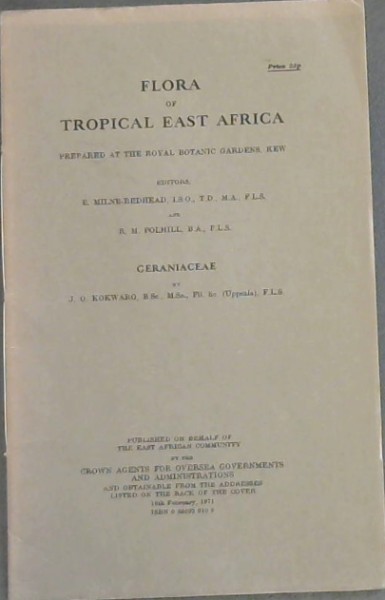 Price
FLORA
OF
TROPICAL EAST AFRICA
PREPARED AT THE ROYAL BOTANIC GARDENS, KEW
EDITORS:
E. MILNE-REDHEAD, I.S.O., T.D., M.A., F.L.S.
AND
R. M. POLHILL, B.A., F.L.S.
GERANIACEAE
BY
J. O. KOKWARO, B.Sc., M.Sc., Fil. lic. (Uppsala), F.L.S.
PUBLISHED ON BEHALF OF
THE EAST AFRICAN COMMUNITY
BY THE
CROWN AGENTS FOR OVERSEA GOVERNMENTS
AND ADMINISTRATIONS
AND OBTAINABLE FROM THE ADDRESSES
LISTED ON THE BACK OF THE COVER
February, 1971